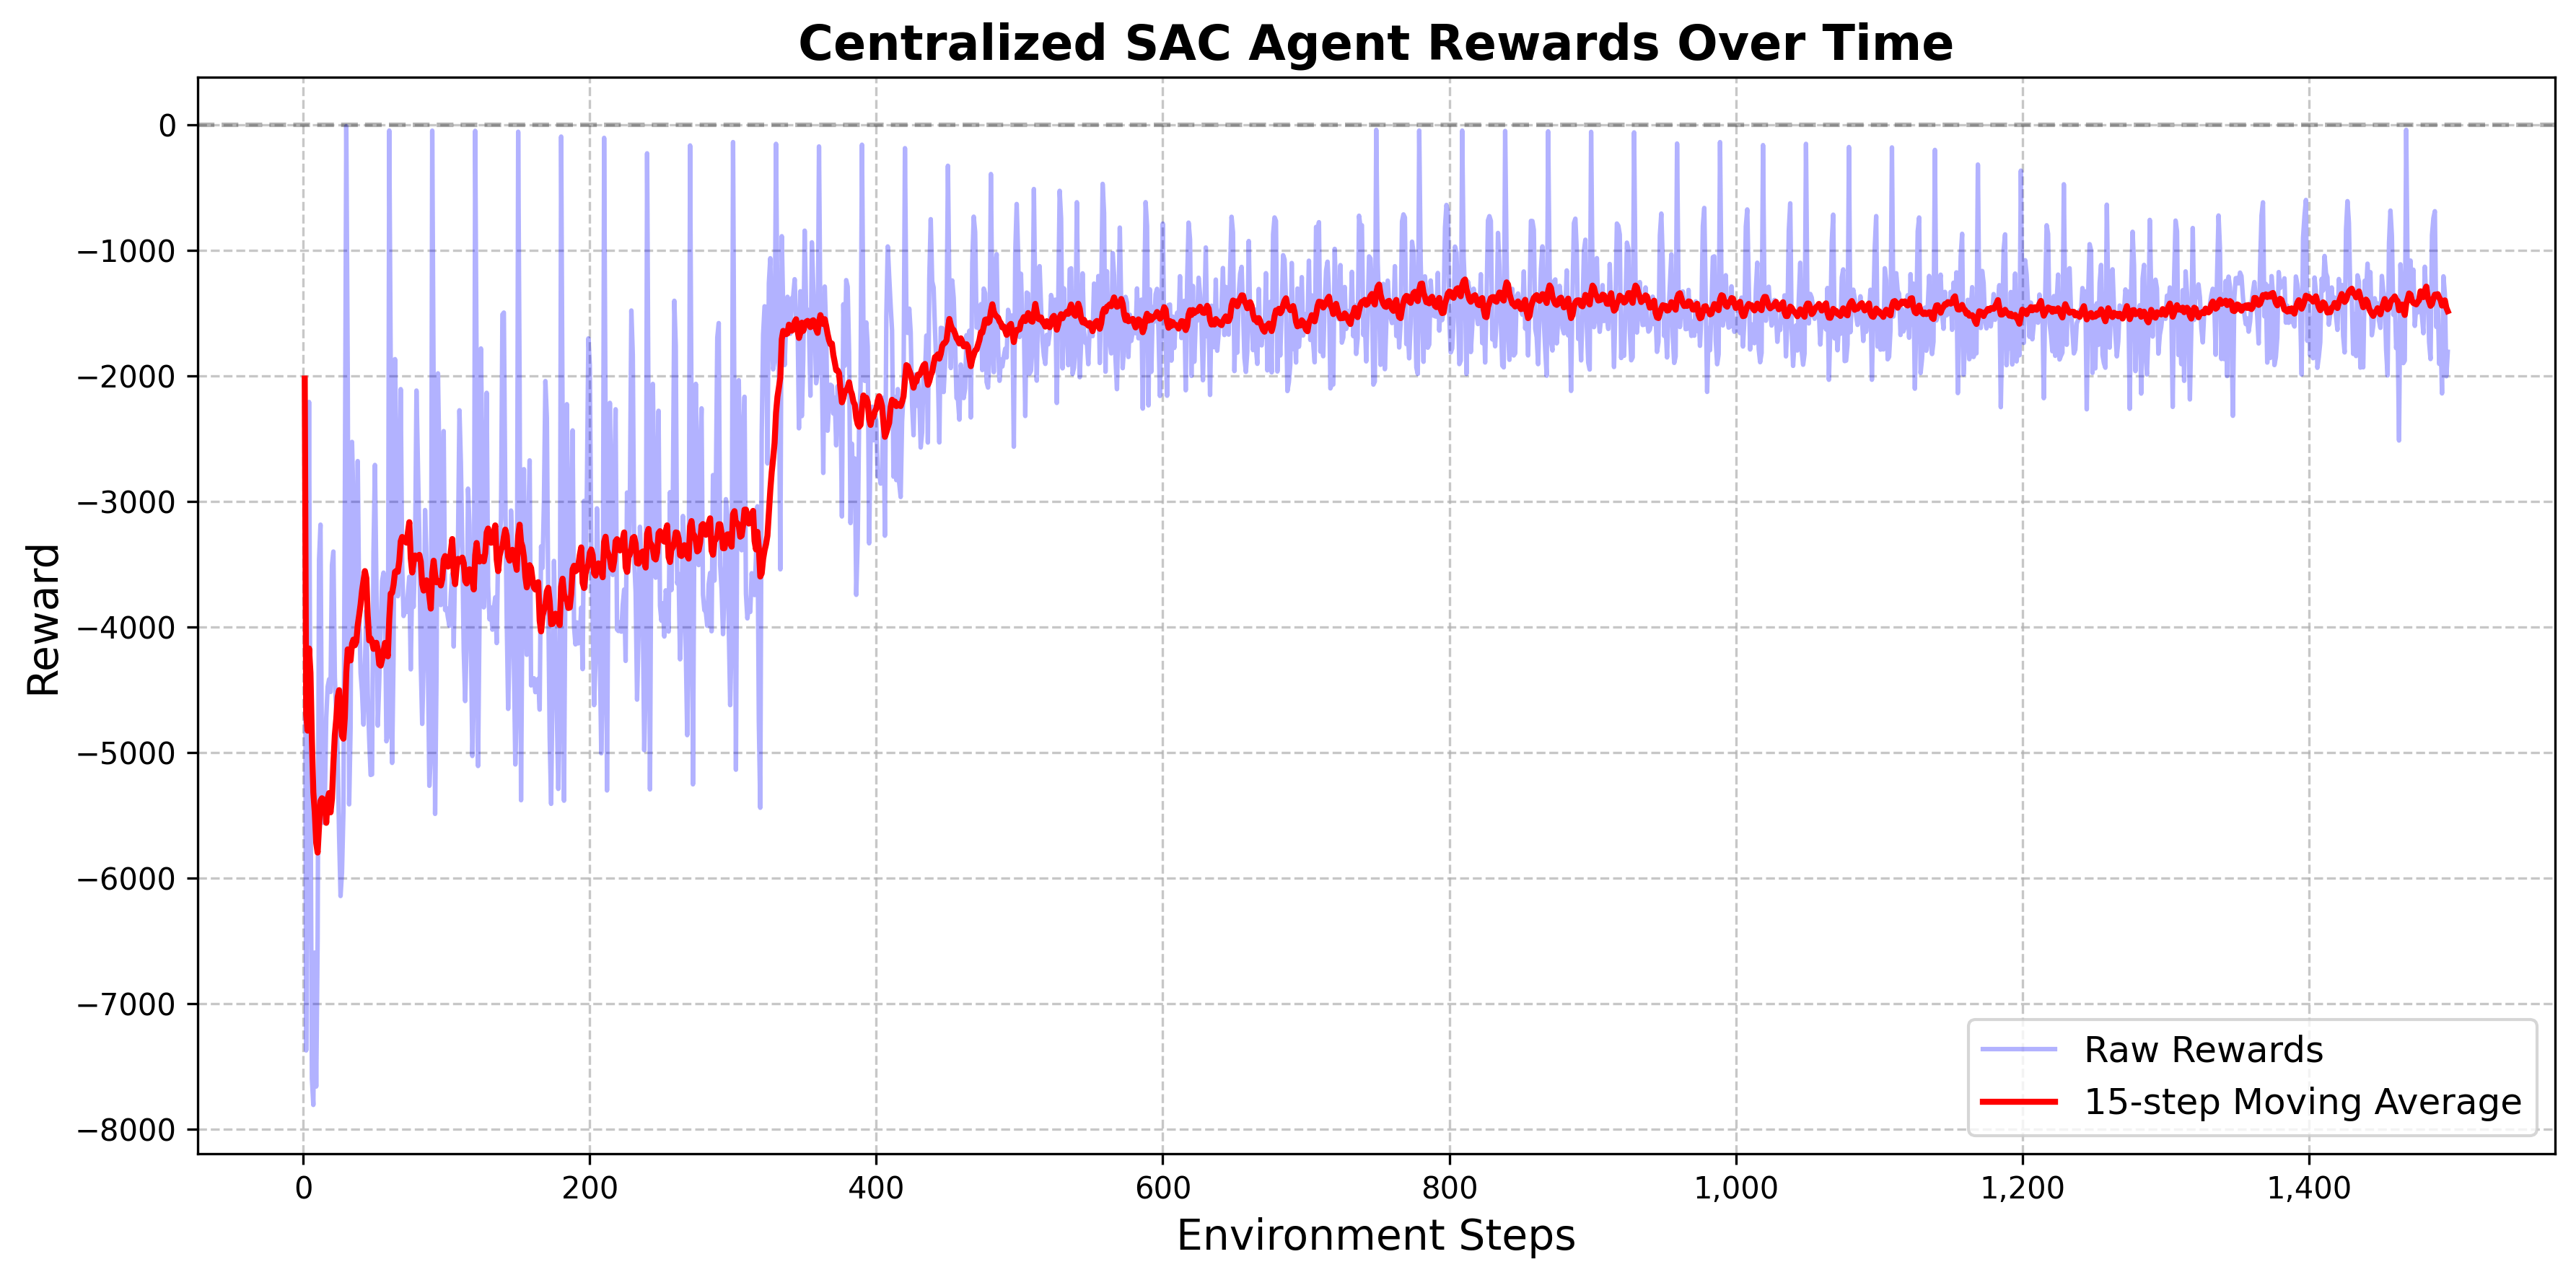 Centralized SAC Agent Rewards Over Time
0
−1000
−2000
−3000
−4000
−5000
−6000
−7000
−8000
Reward
Raw Rewards
15-step Moving Average
0 200 400 600 800 1,000 1,200 1,400
Environment Steps